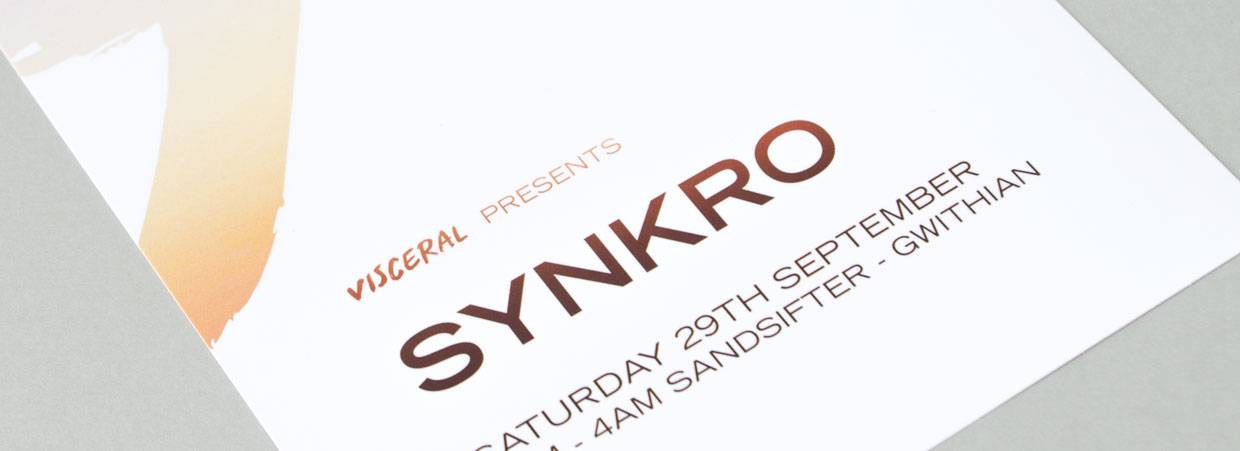 VISCERAL PRESENTS
SYNKRO
SATURDAY 29TH SEPTEMBER
- 4AM SANDSIFTER - GWITHIAN